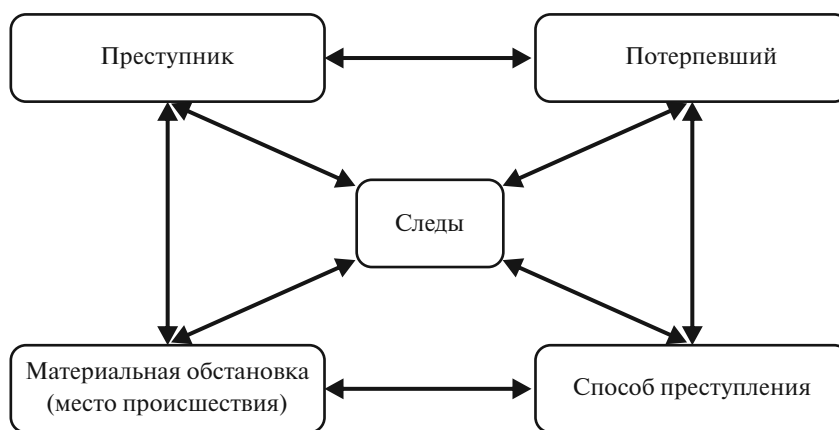 Преступник
Потерпевший
Следы
Материальная обстановка
(место происшествия)
Способ преступления